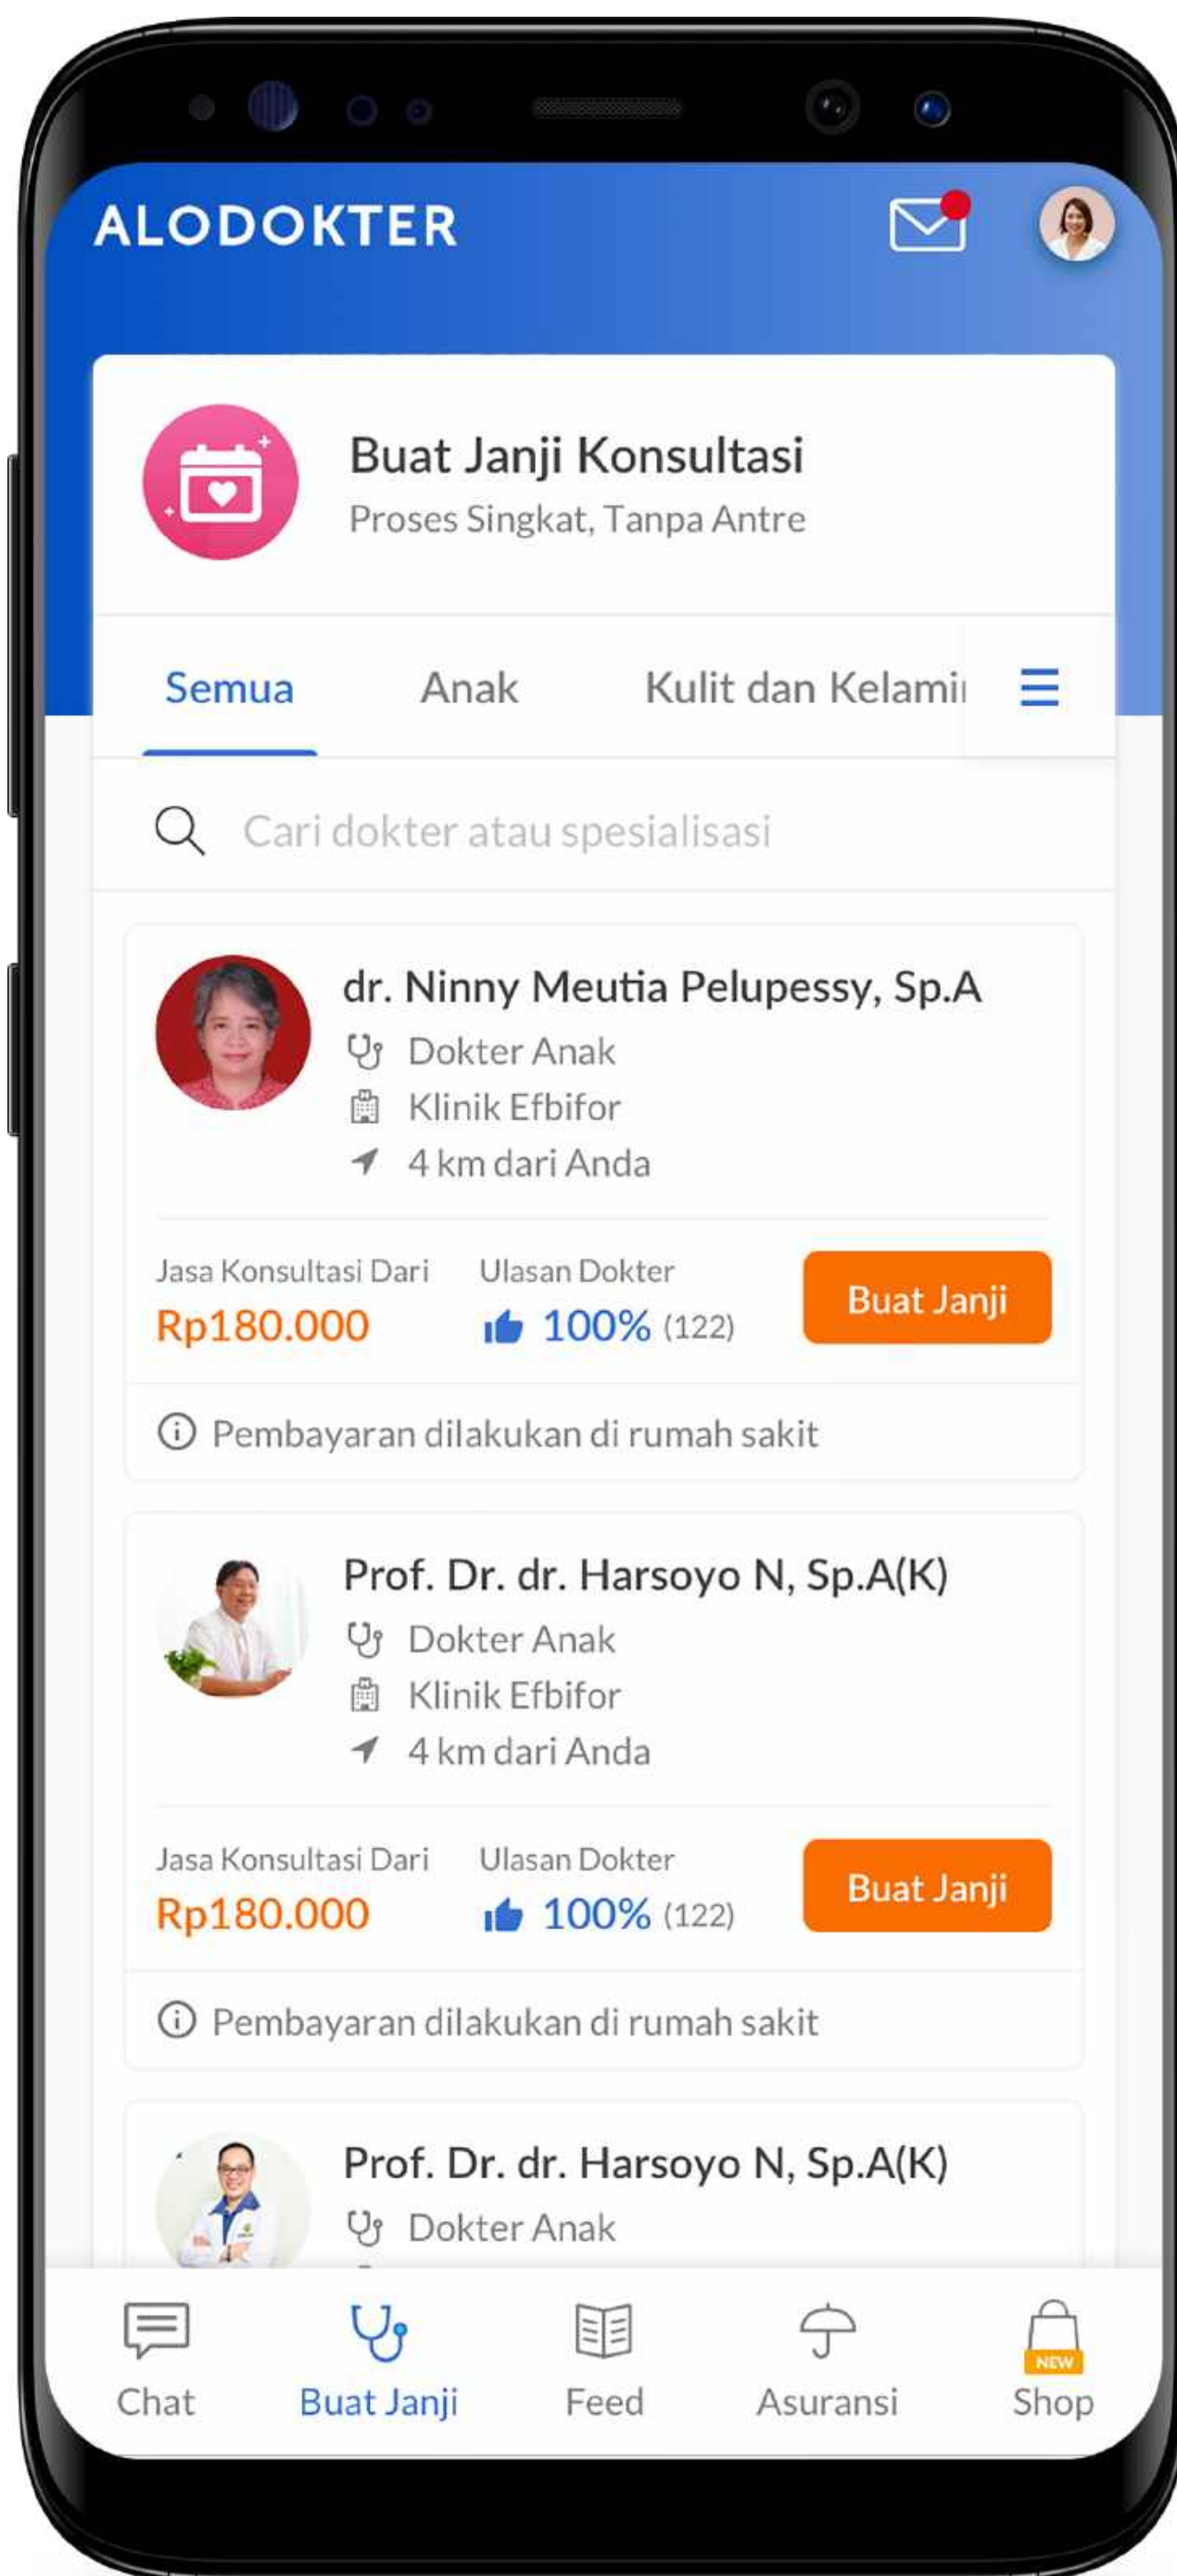 ALODOKTER
Buat Janji Konsultasi
Proses Singkat, Tanpa Antre
Semua Anak Kulit dan
Cari dokter atau spesialisasi
dr. Ninny Meutia Pelupessy, Sp.A
Dokter Anak
Klinik Efbifor
4 km dari Anda
Jasa Konsultasi Dari Ulasan Dokter
Rp180.000 100% (122) Buat Janji
Pembayaran dilakukan di rumah sakit
Prof. Dr. dr. Harsoyo N, Sp.A(K)
Dokter Anak
Klinik Efbifor
4 km dari Anda
Jasa Konsultasi Dari Ulasan Dokter
Rp180.000 100% (122) Buat Janji
Pembayaran dilakukan di rumah sakit
Prof. Dr. dr. Harsoyo N, Sp.A(K)
Dokter Anak
NEW
Chat Buat Janji Feed Asuransi Shop